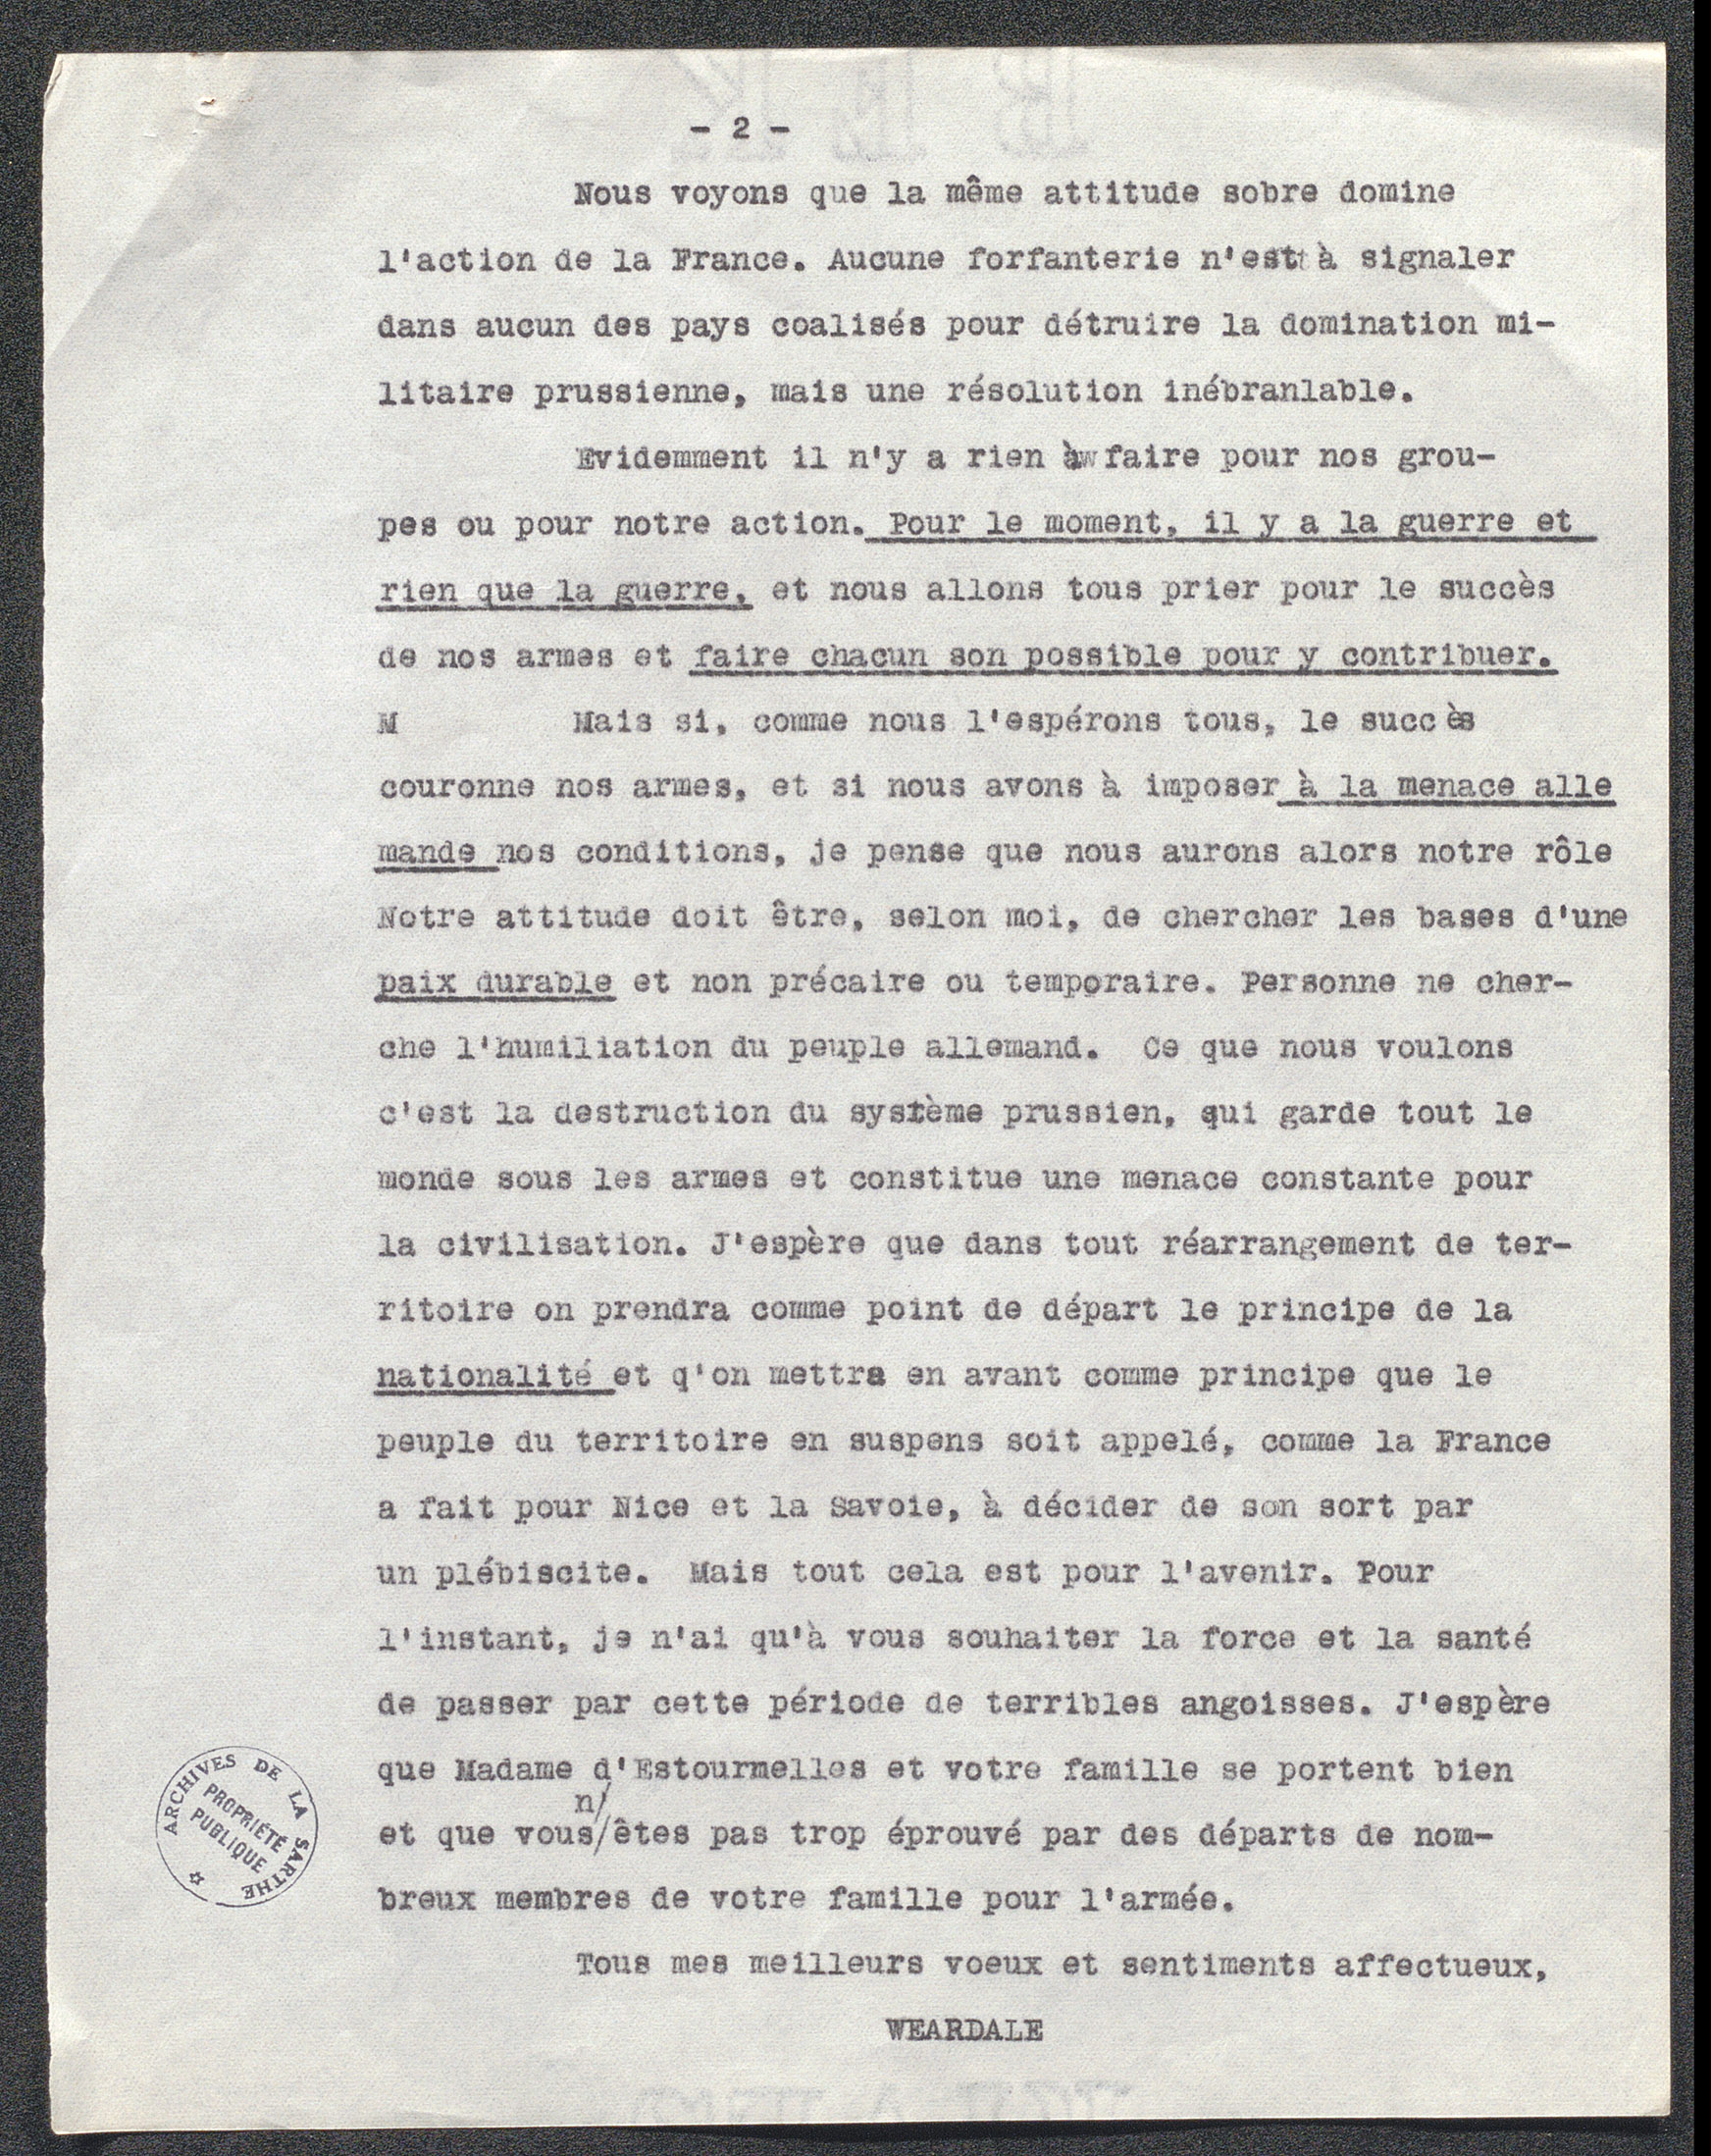 - 2 -
Nous voyons que la même attitude sobre domine
l'action de la France. Aucune forfanterie n'est à signaler
dans aucun des pays coalisés pour détruire la domination mi-
litaire prussienne, mais une résolution inébranlable.
Evidemment il n'y a rien à faire pour nos grou-
pes ou pour notre action. Pour le moment, il y a la guerre et
rien que la guerre, et nous allons tous prier pour le succès
de nos armes et faire chacun son possible pour y contribuer.
M Mais si, comme nous l'espérons tous, le succès
couronne nos armes, et si nous avons à imposer à la menace alle
mande nos conditions, je pense que nous aurons alors notre rôle
Notre attitude doit être, selon moi, de chercher les bases d'une
paix durable et non précaire ou temporaire. Personne ne cher-
che l'humiliation du peuple allemand. Ce que nous voulons
c'est la destruction du système prussien, qui garde tout le
monde sous les armes et constitue une menace constante pour
la civilisation. J'espère que dans tout réarrangement de ter-
ritoire on prendra comme point de départ le principe de la
nationalité et q'on mettra en avant comme principe que le
peuple du territoire en suspens soit appelé, comme la France
a fait pour Nice et la Savoie, à décider de son sort par
un plébiscite. Mais tout cela est pour l'avenir. Pour
l'instant, je n'ai qu'à vous souhaiter la force et la santé
de passer par cette période de terribles angoisses. J'espère
que Madame d'Estourmelles et votre famille se portent bien
n/
et que vous/êtes pas trop éprouvé par des départs de nom-
breux membres de votre famille pour l'armée.
Tous mes meilleurs voeux et sentiments affectueux,
WEARDALE
ARCHIVES DE LA SARTHE
PROPRIÉTÉ
PUBLIQUE